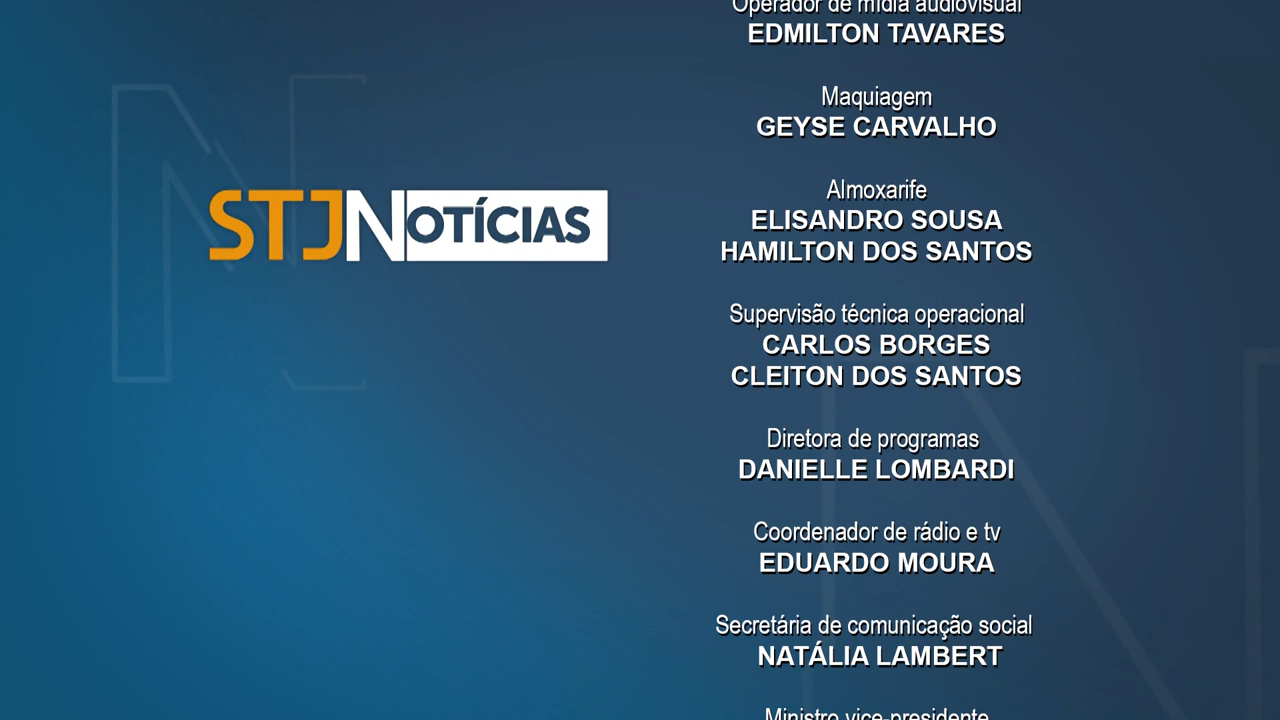 Operador de mídia audiovisual
EDMILTON TAVARES
Maquiagem
GEYSE CARVALHO
STJNOTÍCIAS
Almoxarife
ELISANDRO SOUSA
HAMILTON DOS SANTOS
Supervisão técnica operacional
CARLOS BORGES
CLEITON DOS SANTOS
Diretora de programas
DANIELLE LOMBARDI
Coordenador de rádio e tv
EDUARDO MOURA
Secretária de comunicação social
NATÁLIA LAMBERT
Ministro vice-presidente